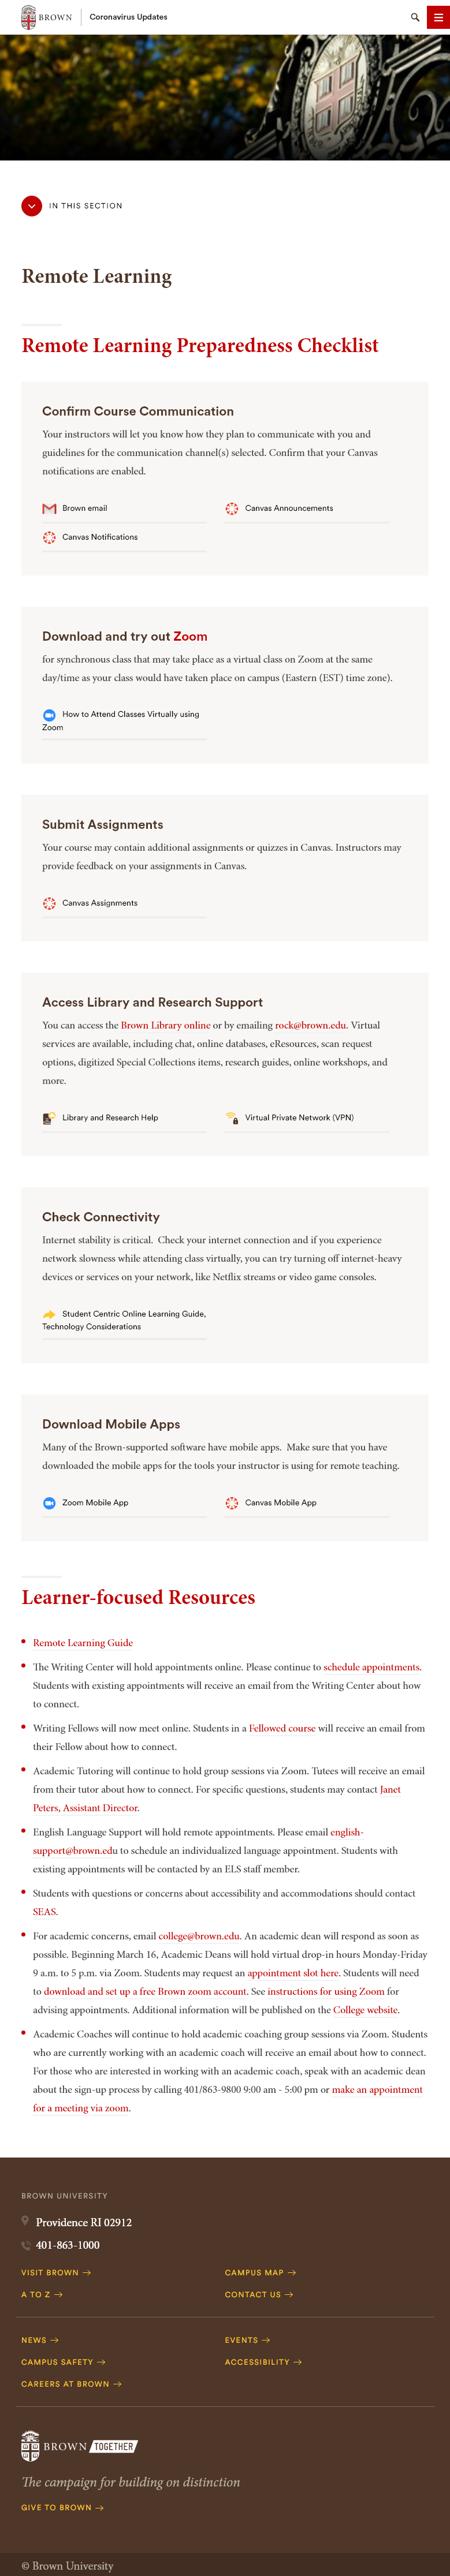 BROWN
Coronavirus Updates
IN THIS SECTION
Remote Learning
Remote Learning Preparedness Checklist
Confirm Course Communication
Your instructors will let you know how they plan to communicate with you and
guidelines for the communication channel(s) selected. Confirm that your Canvas
notifications are enabled.
Brown email
Canvas Announcements
Canvas Notifications
Download and try out Zoom
for synchronous class that may take place as a virtual class on Zoom at the same
day/time as your class would have taken place on campus (Eastern (EST) time zone).
How to Attend Classes Virtually using
Zoom
Submit Assignments
Your course may contain additional assignments or quizzes in Canvas. Instructors may
provide feedback on your assignments in Canvas.
Canvas Assignments
Access Library and Research Support
You can access the Brown Library online or by emailing rock@brown.edu. Virtual
services are available, including chat, online databases, eResources, scan request
options, digitized Special Collections items, research guides, online workshops, and
more.
Library and Research Help
Virtual Private Network (VPN)
Check Connectivity
Internet stability is critical.  Check your internet connection and if you experience
network slowness while attending class virtually, you can try turning off internet-heavy
devices or services on your network, like Netflix streams or video game consoles.
Student Centric Online Learning Guide,
Technology Considerations
Download Mobile Apps
Many of the Brown-supported software have mobile apps.  Make sure that you have
downloaded the mobile apps for the tools your instructor is using for remote teaching.
Zoom Mobile App
Canvas Mobile App
Learner-focused Resources
Remote Learning Guide
The Writing Center will hold appointments online. Please continue to schedule appointments.
Students with existing appointments will receive an email from the Writing Center about how
to connect.
Writing Fellows will now meet online. Students in a Fellowed course will receive an email from
their Fellow about how to connect.
Academic Tutoring will continue to hold group sessions via Zoom. Tutees will receive an email
from their tutor about how to connect. For specific questions, students may contact Janet
Peters, Assistant Director.
English Language Support will hold remote appointments. Please email english-
support@brown.edu to schedule an individualized language appointment. Students with
existing appointments will be contacted by an ELS staff member.
Students with questions or concerns about accessibility and accommodations should contact
SEAS.
For academic concerns, email college@brown.edu. An academic dean will respond as soon as
possible. Beginning March 16, Academic Deans will hold virtual drop-in hours Monday-Friday
9 a.m. to 5 p.m. via Zoom. Students may request an appointment slot here. Students will need
to download and set up a free Brown zoom account. See instructions for using Zoom for
advising appointments. Additional information will be published on the College website.
Academic Coaches will continue to hold academic coaching group sessions via Zoom. Students
who are currently working with an academic coach will receive an email about how to connect.
For those who are interested in working with an academic coach, speak with an academic dean
about the sign-up process by calling 401/863-9800 9:00 am - 5:00 pm or make an appointment
for a meeting via zoom.
BROWN UNIVERSITY
Providence RI 02912
401-863-1000
VISIT BROWN
CAMPUS MAP
A TO Z
CONTACT US
NEWS
EVENTS
CAMPUS SAFETY
ACCESSIBILITY
CAREERS AT BROWN
BROWN TOGETHER
The campaign for building on distinction
GIVE TO BROWN
© Brown University